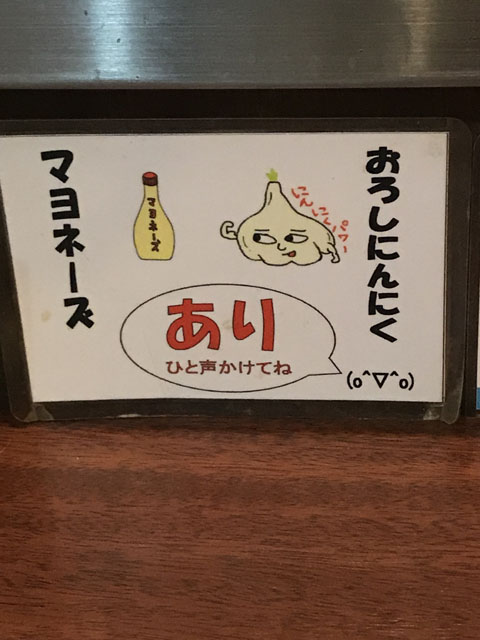 おろしにんにく
にんにくパワー
マヨネーズ
マヨネーズ
あり
ひと声かけてね
(o^▽^o)